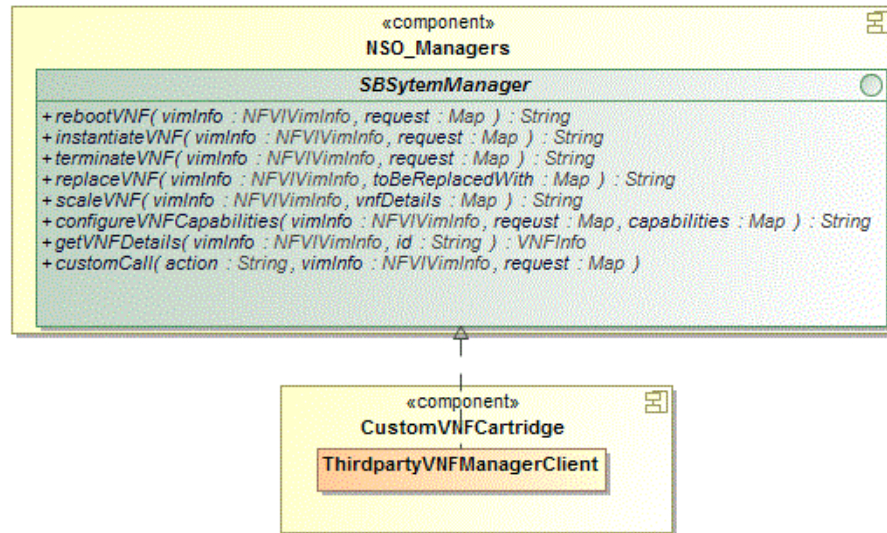 «component»
NSO_Managers
SBSytemManager
+ rebootVNF( vimInfo : NFVIVimInfo, request : Map ) : String
+ instantiateVNF( vimInfo : NFVIVimInfo, request : Map ) : String
+ terminateVNF( vimInfo : NFVIVimInfo, request : Map ) : String
+ replaceVNF( vimInfo : NFVIVimInfo, toBeReplacedWith : Map ) : String
+ scaleVNF( vimInfo : NFVIVimInfo, vnfDetails : Map ) : String
+ configureVNFCapabilities( vimInfo : NFVIVimInfo, reqeust : Map, capabilities : Map ) : String
+ getVNFDetails( vimInfo : NFVIVimInfo, id : String ) : VNFInfo
+ customCall( action : String, vimInfo : NFVIVimInfo, request : Map )
«component»
CustomVNFCartridge
ThirdpartyVNFManagerClient